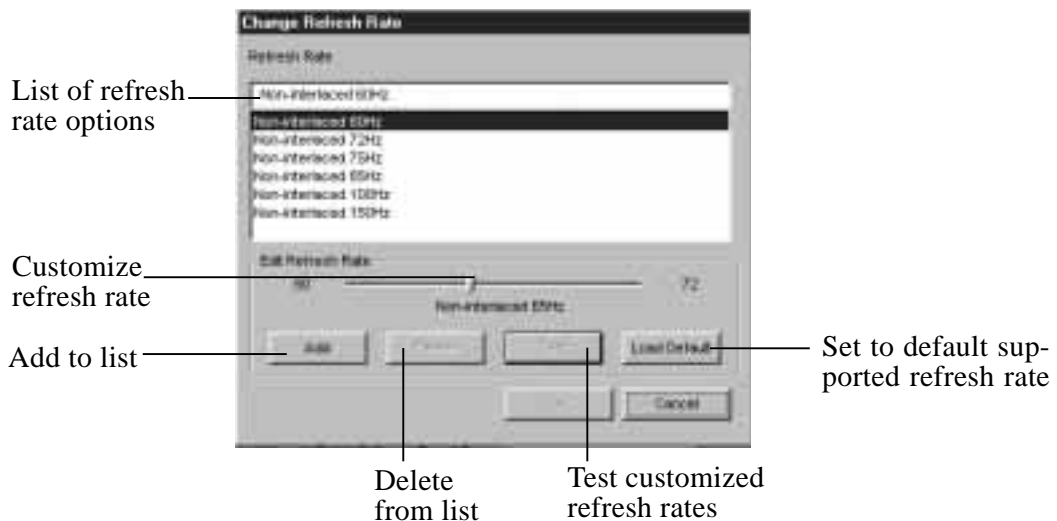 Change Refresh Rate
Refresh Rate
List of refresh
rate options
Non-interlaced 60Hz
Non-interlaced 60Hz
Non-interlaced 72Hz
Non-interlaced 75Hz
Non-interlaced 85Hz
Non-interlaced 100Hz
Non-interlaced 150Hz
Customize
refresh rate
Edit Refresh Rate
60
72
Non-interlaced 65Hz
Add to list
Add
Load Default
Set to default sup-
ported refresh rate
Cancel
Delete
from list
Test customized
refresh rates